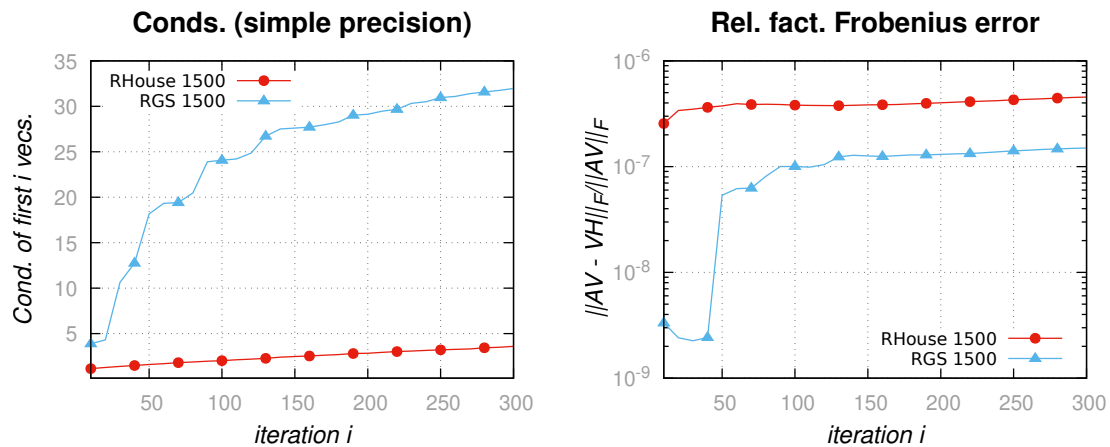 Conds. (simple precision)
Cond. of first i vecs.
35
30
25
20
15
10
5
RHouse 1500
RGS 1500
50
100
150
200
250
300
iteration i
Rel. fact. Frobenius error
||AV - VH||F/||AV||F
10-6
10-7
10-8
10-9
RHouse 1500
RGS 1500
50
100
150
200
250
300
iteration i